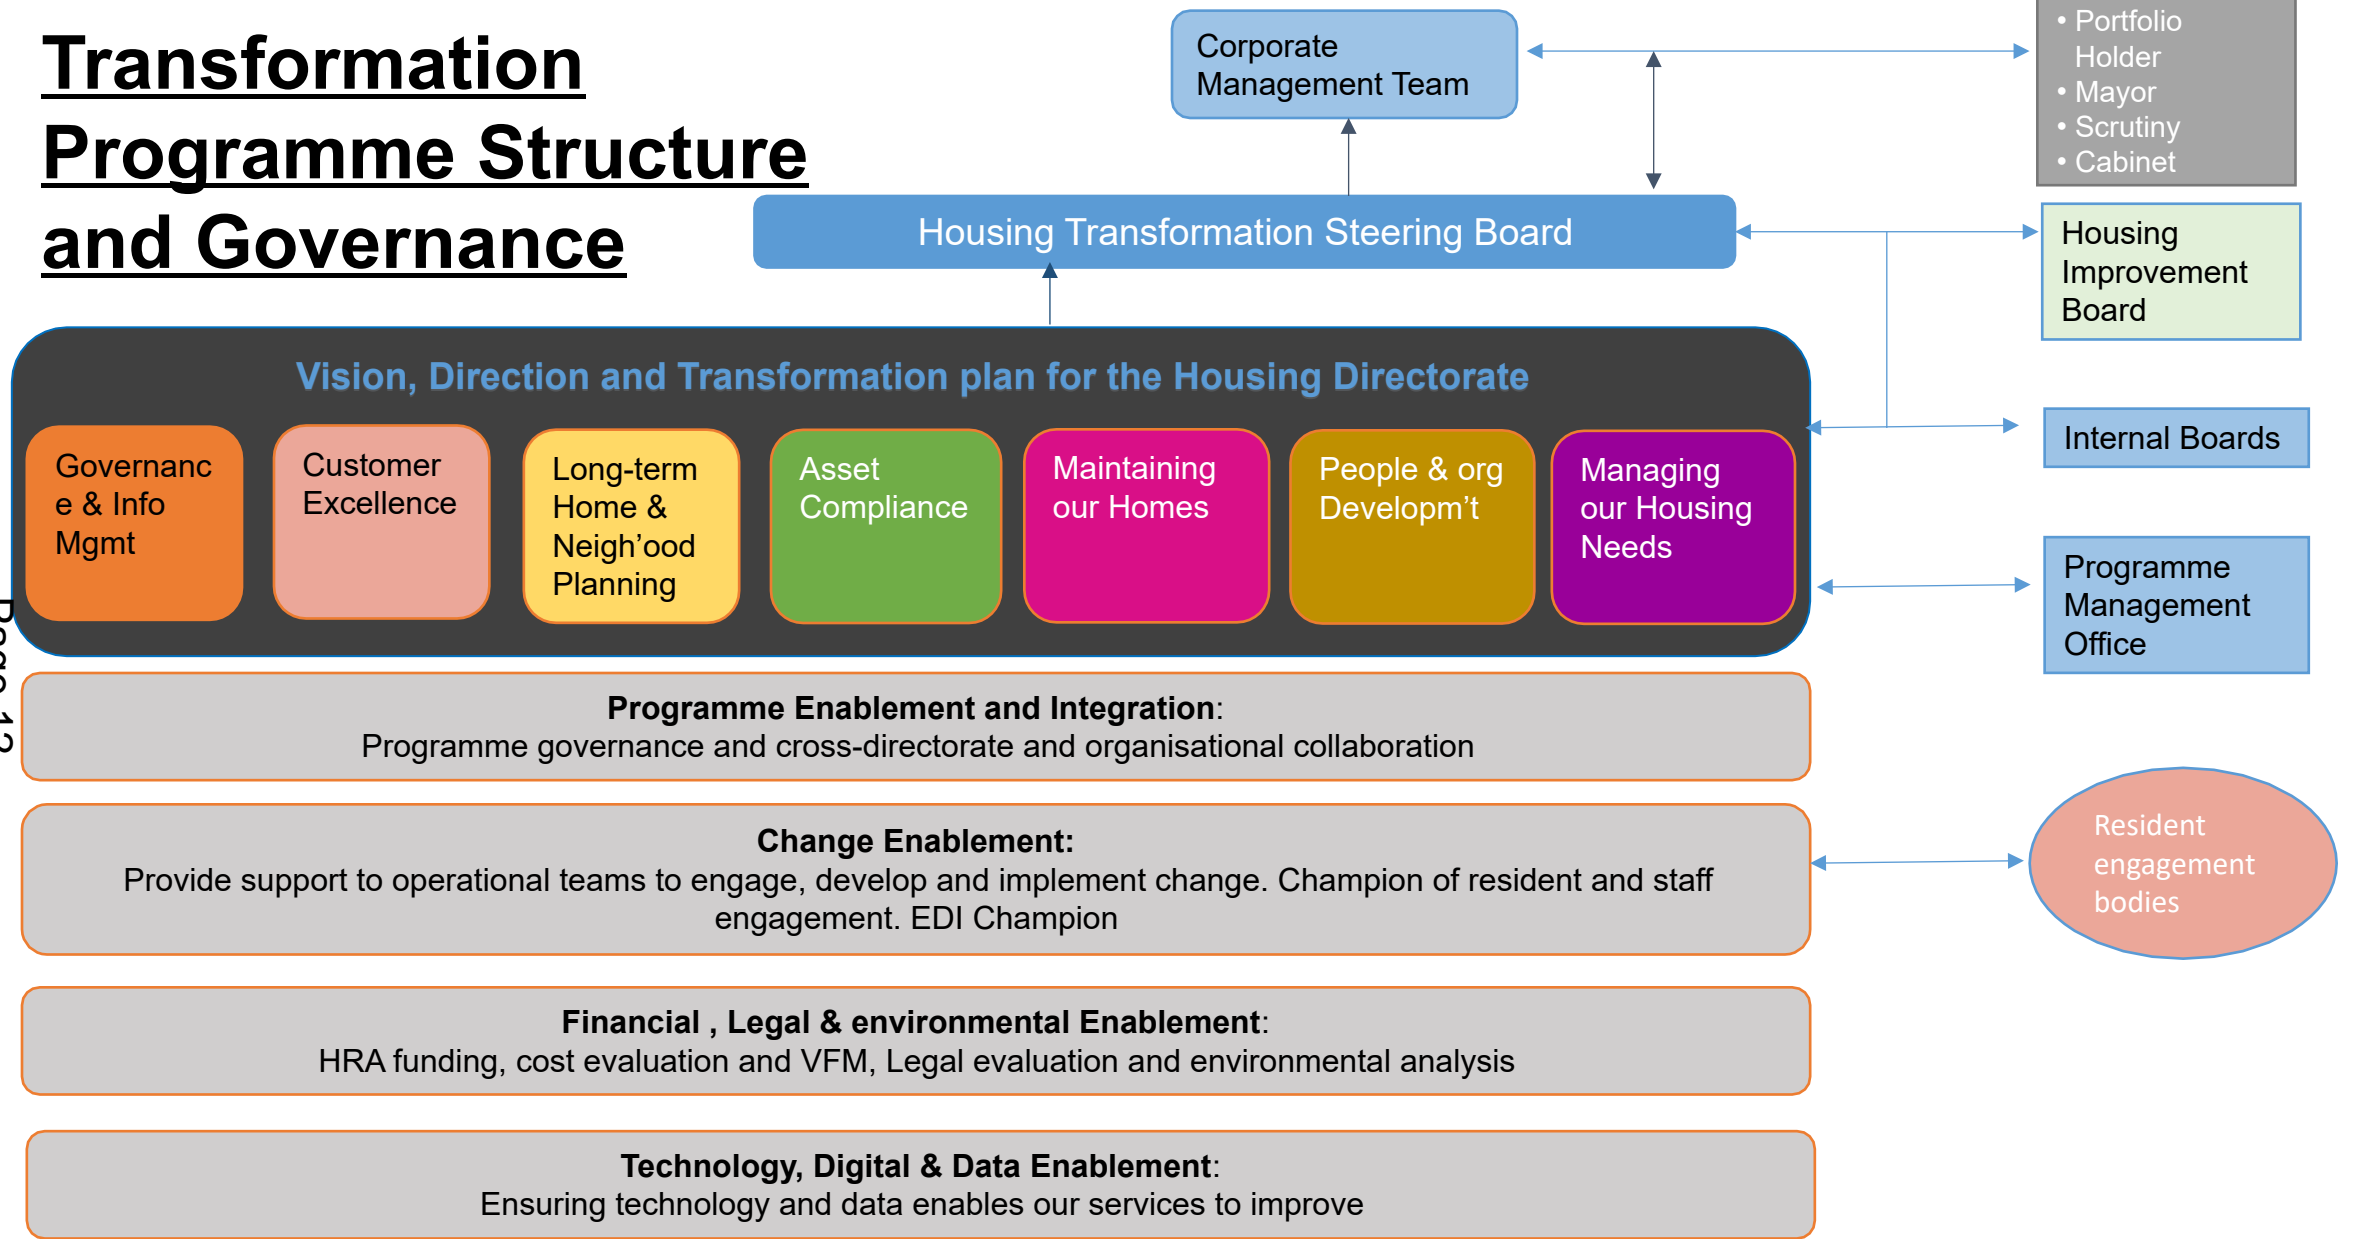 Transformation
Programme Structure
and Governance
Corporate
Management Team
• Portfolio
Holder
• Mayor
• Scrutiny
• Cabinet
Housing Transformation Steering Board
Housing
Improvement
Board
Vision, Direction and Transformation plan for the Housing Directorate
Governanc
e & Info
Mgmt
Customer
Excellence
Long-term
Home &
Neigh’ood
Planning
Asset
Compliance
Maintaining
our Homes
People & org
Developm’t
Managing
our Housing
Needs
Internal Boards
Programme
Management
Office
Page 12
Programme Enablement and Integration:
Programme governance and cross-directorate and organisational collaboration
Change Enablement:
Provide support to operational teams to engage, develop and implement change. Champion of resident and staff
engagement. EDI Champion
Resident
engagement
bodies
Financial , Legal & environmental Enablement:
HRA funding, cost evaluation and VFM, Legal evaluation and environmental analysis
Technology, Digital & Data Enablement:
Ensuring technology and data enables our services to improve